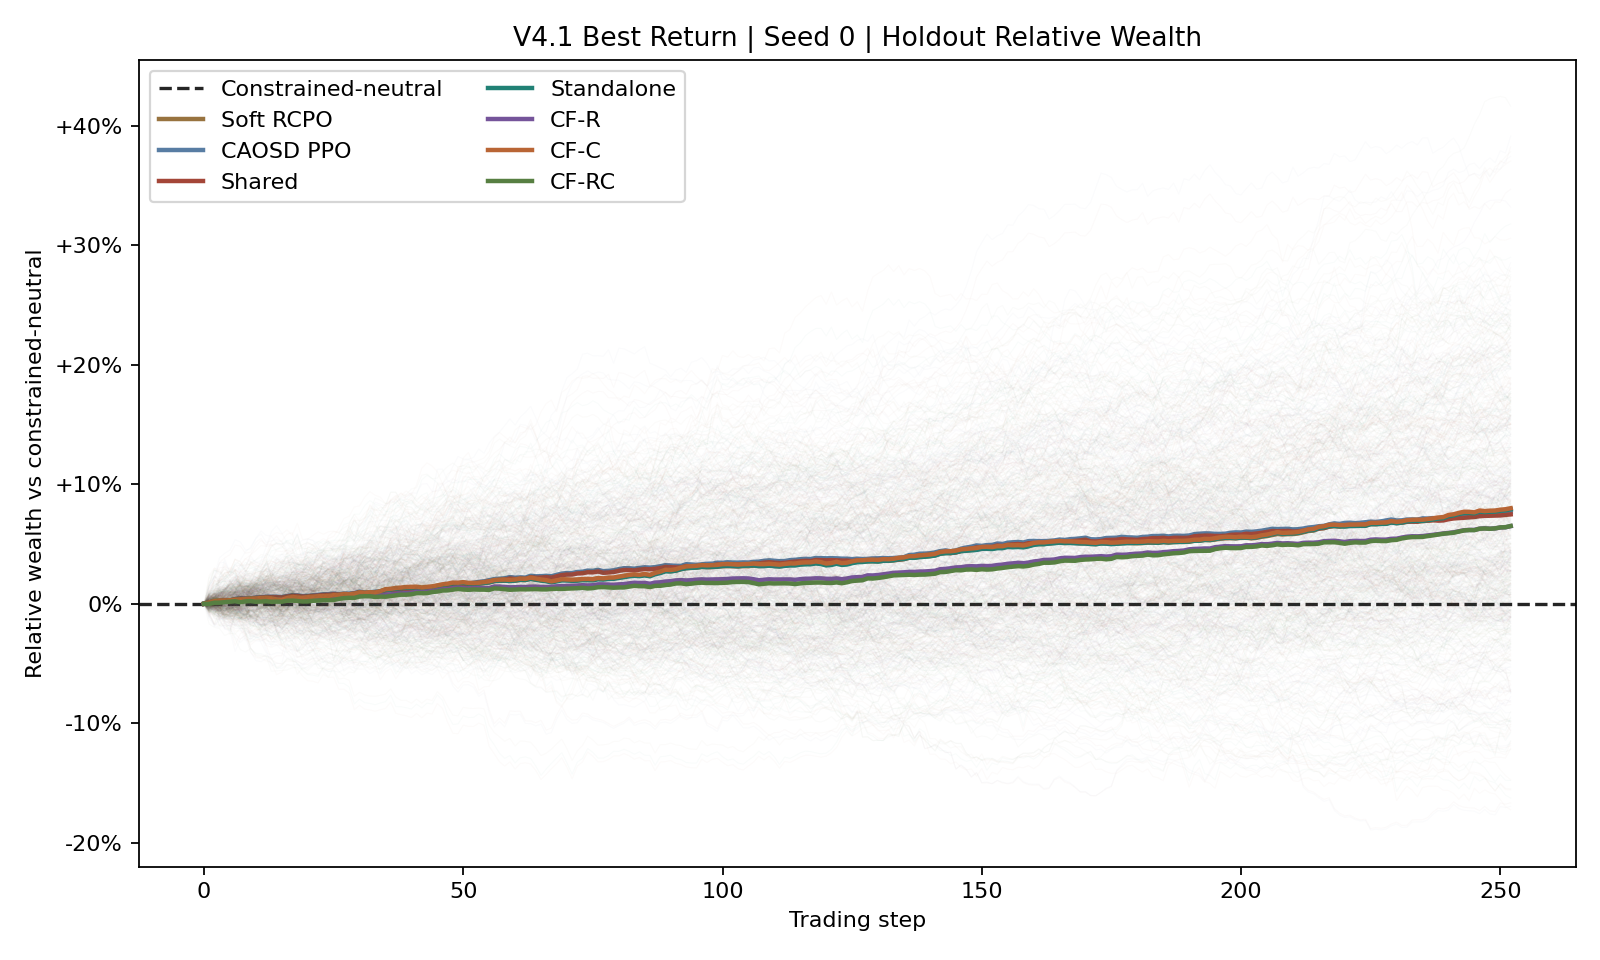 V4.1 Best Return | Seed 0 | Holdout Relative Wealth
Constrained-neutral
Soft RCPO
CAOSD PPO
Shared
Standalone
CF-R
CF-C
CF-RC
Relative wealth vs constrained-neutral
+40%
+30%
+20%
+10%
0%
-10%
-20%
0
50
100
150
200
250
Trading step